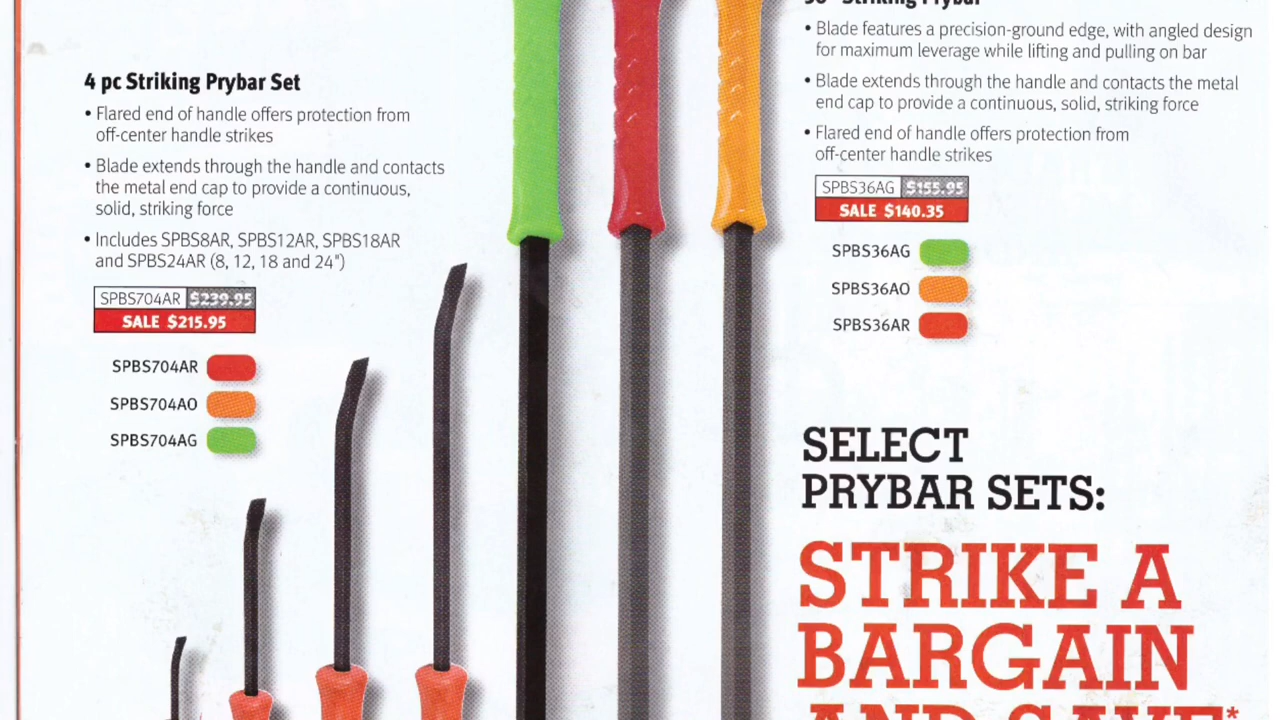 4 pc Striking Prybar Set
• Flared end of handle offers protection from
off-center handle strikes
• Blade extends through the handle and contacts
the metal end cap to provide a continuous,
solid, striking force
• Includes SPBS8AR, SPBS12AR, SPBS18AR
and SPBS24AR (8, 12, 18 and 24")
SPBS704AR $239.95
SALE $215.95
SPBS704AR
SPBS704AO
SPBS704AG
Striking Prybar
• Blade features a precision-ground edge, with angled design
for maximum leverage while lifting and pulling on bar
• Blade extends through the handle and contacts the metal
end cap to provide a continuous, solid, striking force
• Flared end of handle offers protection from
off-center handle strikes
SPBS36AG $155.95
SALE $140.35
SPBS36AG
SPBS36AO
SPBS36AR
SELECT
PRYBAR SETS:
STRIKE A
BARGAIN
AND SAVE*